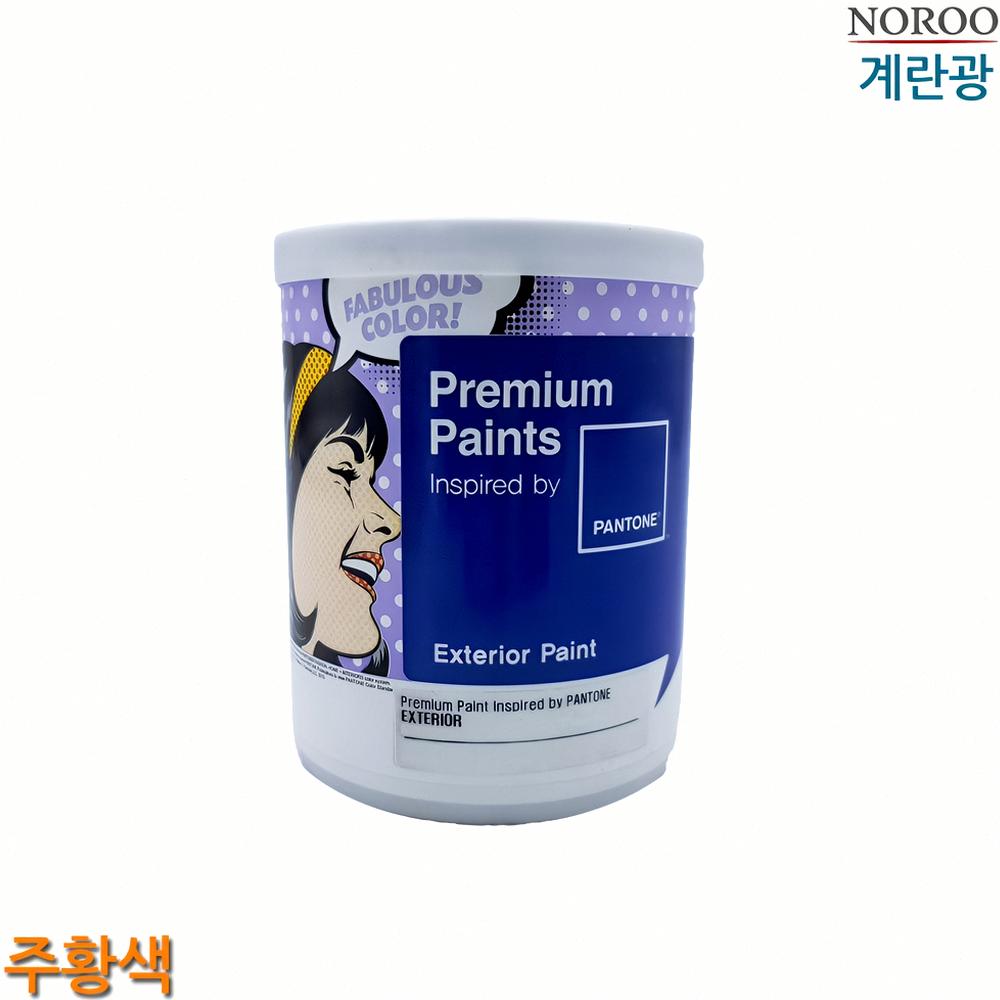 NOROO
계란광
FABULOUS
COLOR!
Premium
Paints
Inspired by
PANTONE
Exterior Paint
Premium Paint Inspired by PANTONE
EXTERIOR
주황색